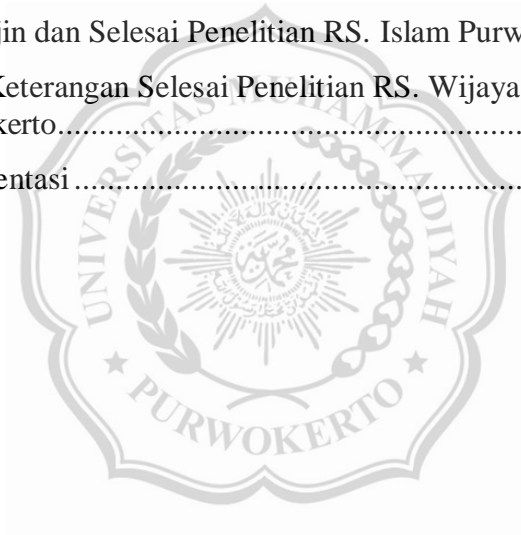 jin dan Selesai Penelitian RS. Islam Purw
Keterangan Selesai Penelitian RS. Wijaya
kerto..................................................................
entasi ................................................................
UNIVERSITAS MUHAMMADIYAH
PURWOKERTO